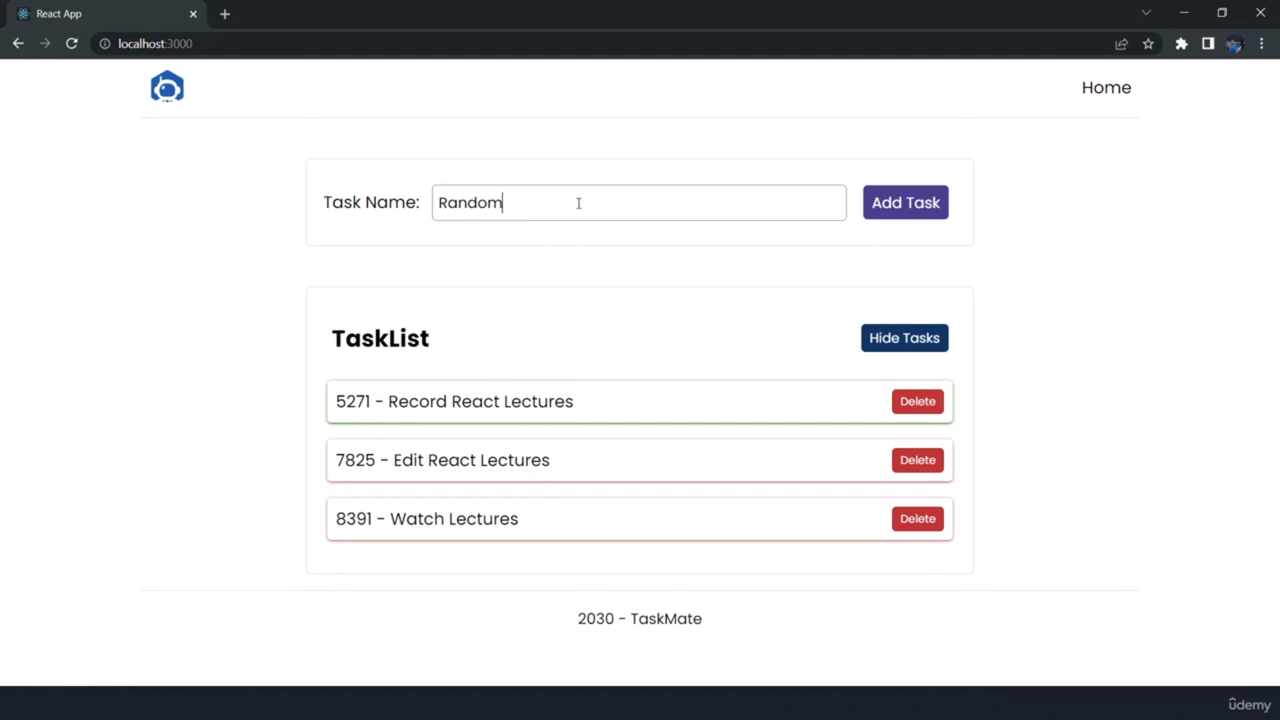 React App
localhost:3000
Home
Task Name: Random Add Task
TaskList Hide Tasks
5271 - Record React Lectures Delete
7825 - Edit React Lectures Delete
8391 - Watch Lectures Delete
2030 - TaskMate
ûdemy